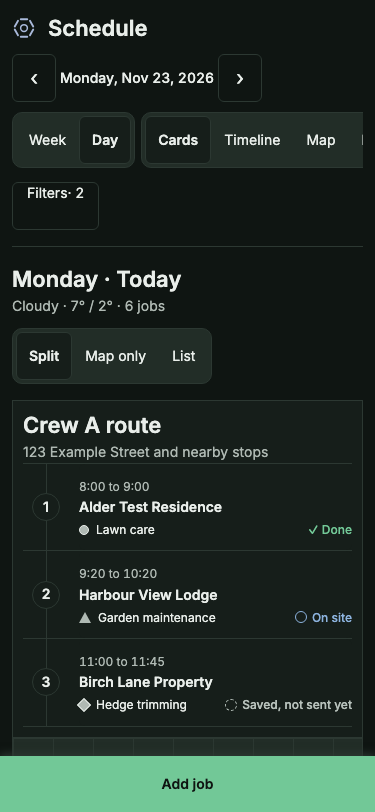 Schedule
Monday, Nov 23, 2026
Week Day Cards Timeline Map
Filters· 2
Monday · Today
Cloudy · 7° / 2° · 6 jobs
Split Map only List
Crew A route
123 Example Street and nearby stops
8:00 to 9:00
1 Alder Test Residence
Lawn care ✓ Done
9:20 to 10:20
2 Harbour View Lodge
Garden maintenance On site
11:00 to 11:45
3 Birch Lane Property
Hedge trimming Saved, not sent yet
Add job